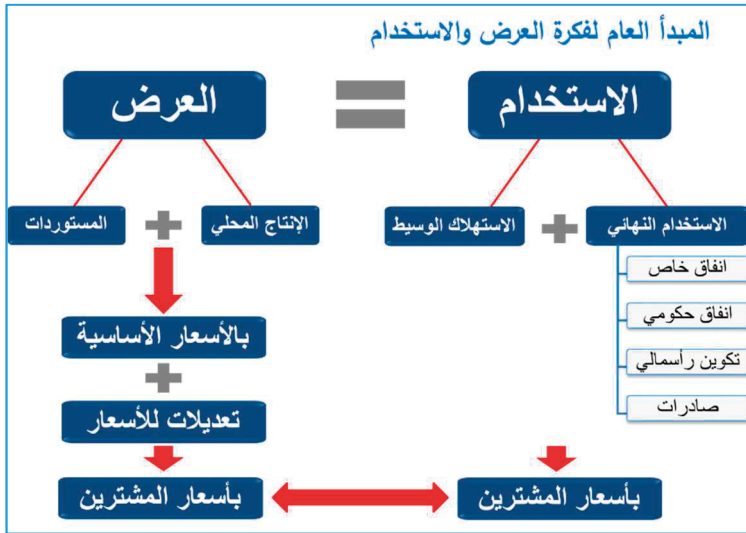 المبدأ العام لفكرة العرض والاستخدام
الاستخدام
=
العرض
الاستخدام النهائي
+
الاستهلاك الوسيط
الإنتاج المحلي
+
المستوردات
انفاق خاص
انفاق حكومي
تكوين رأسمالي
صادرات
بالأسعار الأساسية
+
تعديلات للأسعار
بأسعار المشترين
بأسعار المشترين